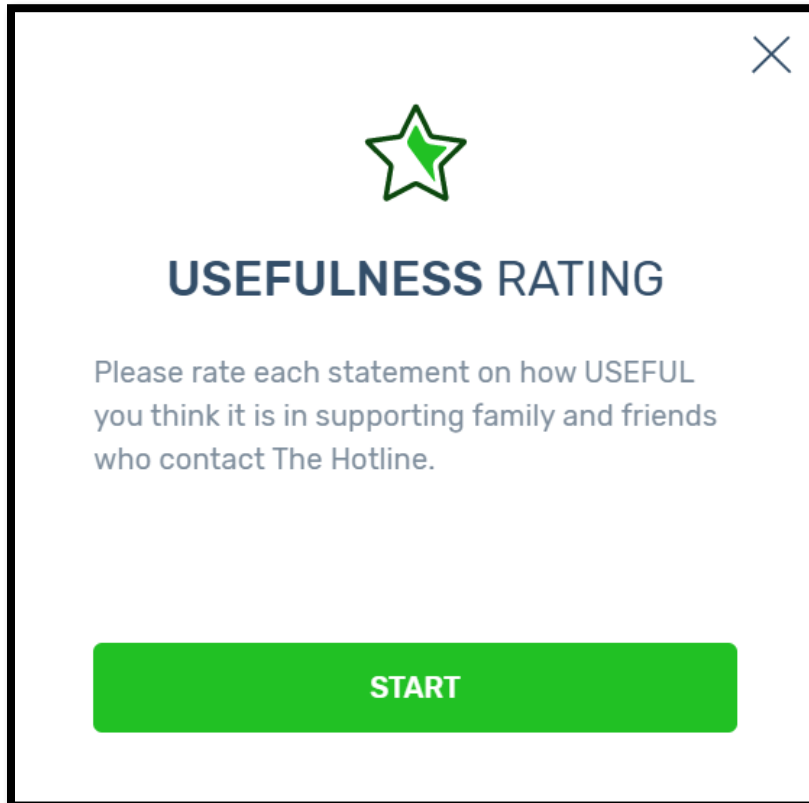 USEFULNESS RATING
Please rate each statement on how USEFUL
you think it is in supporting family and friends
who contact The Hotline.
START